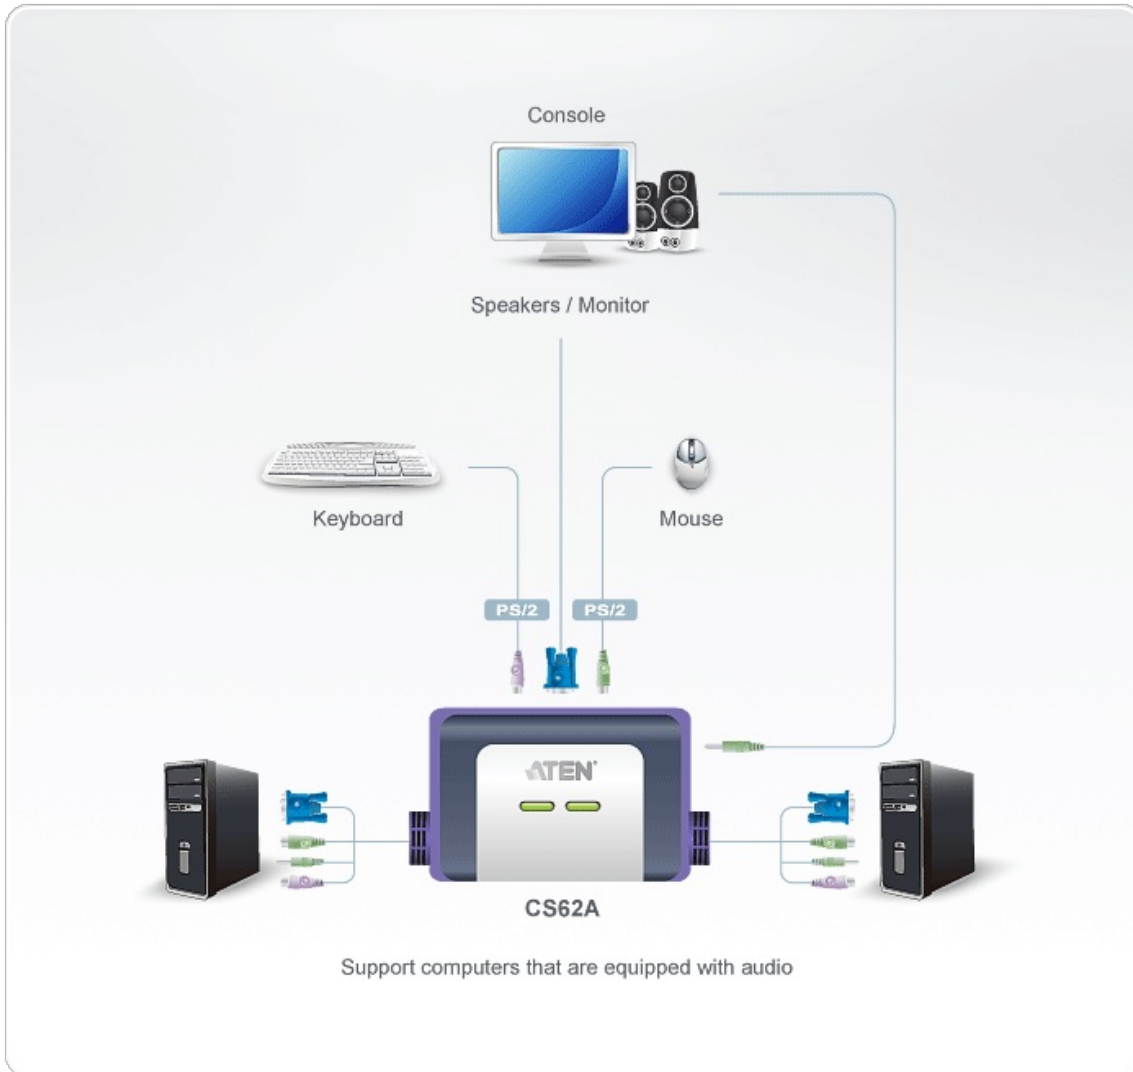 Console
Speakers / Monitor
Keyboard
Mouse
PS/2
PS/2
ATEN
CS62A
Support computers that are equipped with audio